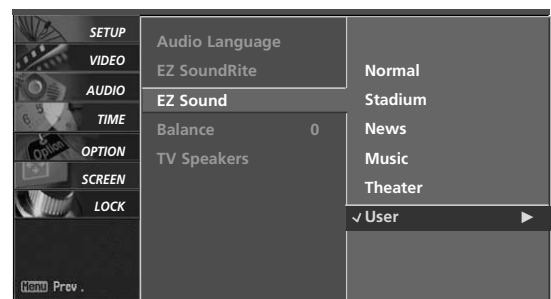 SETUP
VIDEO
AUDIO
TIME
OPTION
SCREEN
LOCK
Menu Prev.
Audio Language
EZ SoundRite
EZ Sound
Balance 0
TV Speakers
Normal
Stadium
News
Music
Theater
√ User ►